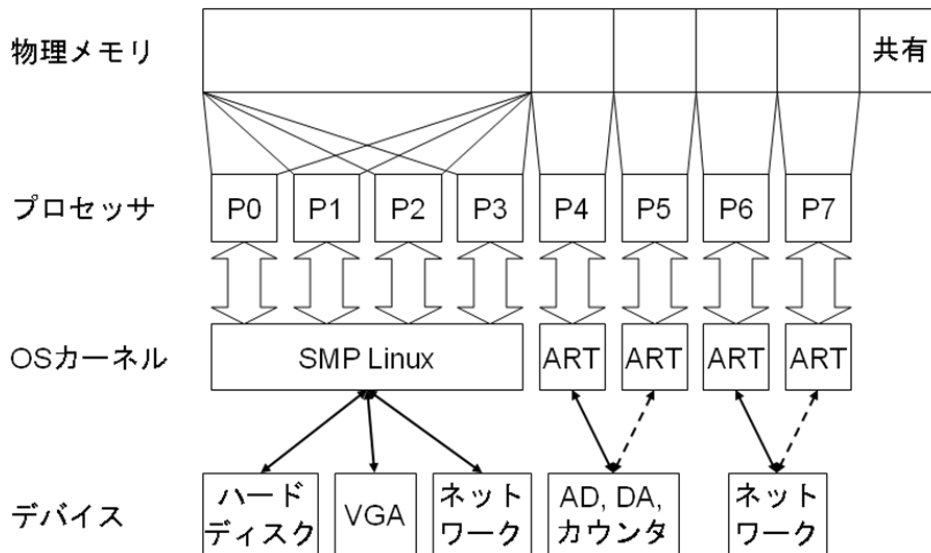 物理メモリ
共有
プロセッサ
P0
P1
P2
P3
P4
P5
P6
P7
OSカーネル
SMP Linux
ART
ART
ART
ART
デバイス
ハード
ディスク
VGA
ネット
ワーク
AD, DA,
カウンタ
ネット
ワーク